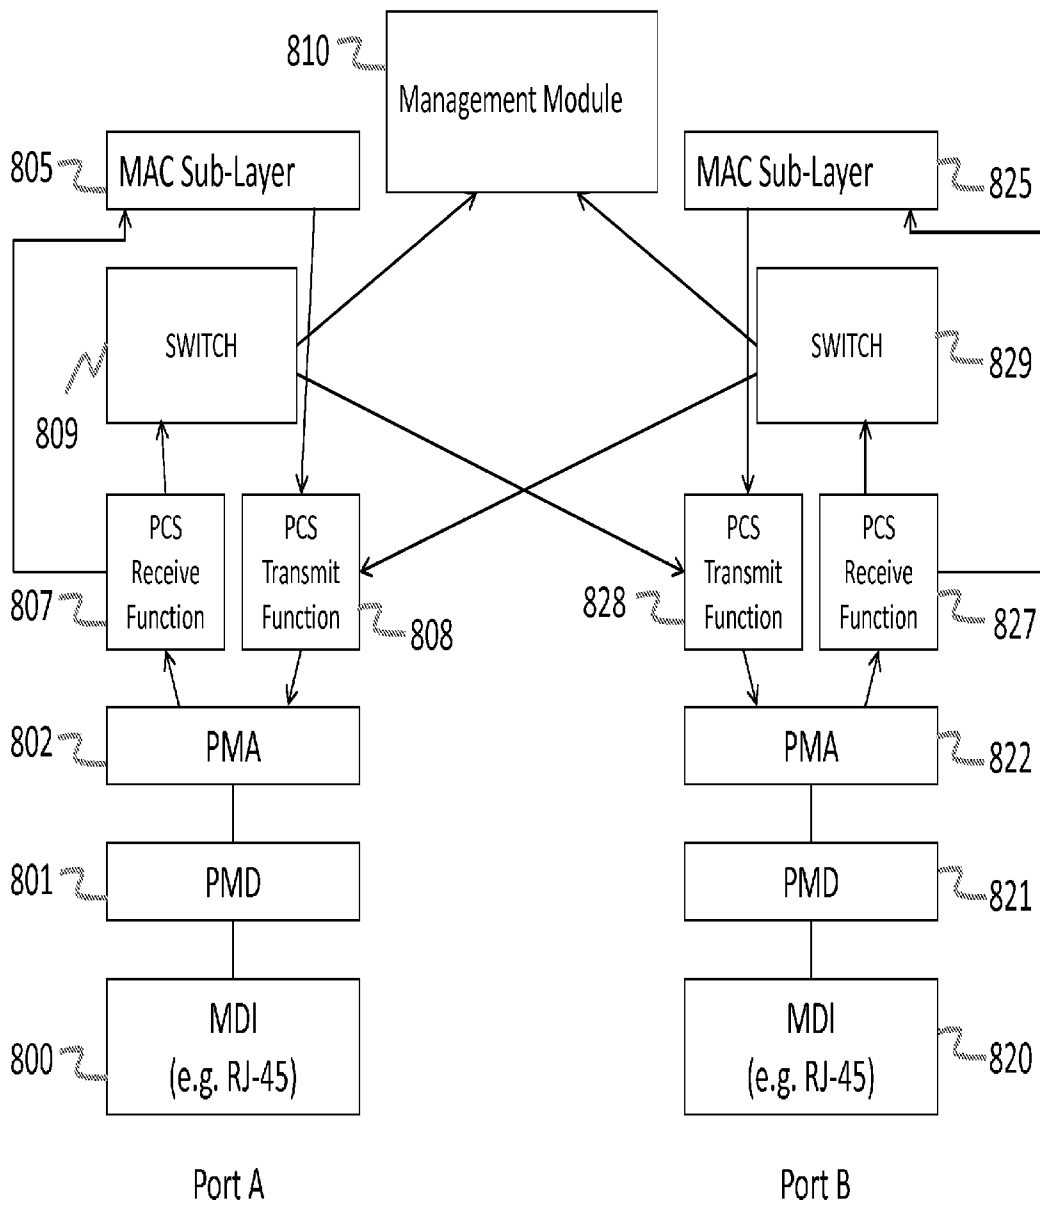 810
Management Module
805
MAC Sub-Layer
MAC Sub-Layer
825
SWITCH
SWITCH
829
809
PCS
Receive
Function
PCS
Transmit
Function
PCS
Transmit
Function
PCS
Receive
Function
807
808
828
827
802
PMA
PMA
822
801
PMD
PMD
821
800
MDI
(e.g. RJ-45)
MDI
(e.g. RJ-45)
820
Port A
Port B